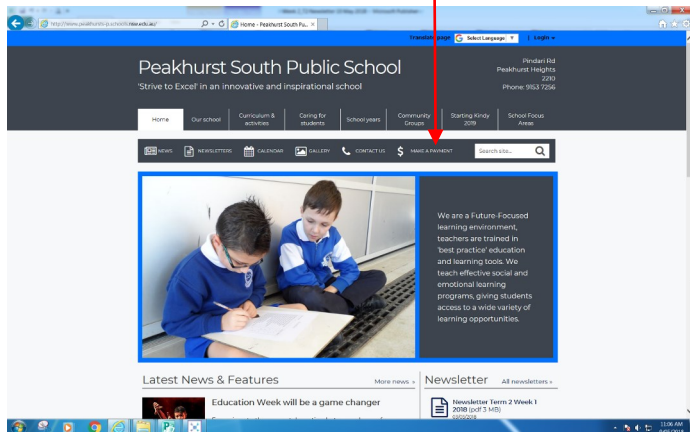 Home - Peakhurst South Pu...
Translate page Select Language | Login
Peakhurst South Public School
'Strive to Excel' in an innovative and inspirational school
Pindari Rd
Peakhurst Heights
2210
Phone: 9153 7256
Home
Our school
Curriculum & activities
Caring for students
School years
Community Groups
Starting Kindy 2019
School Focus Areas
NEWS
NEWSLETTERS
CALENDAR
GALLERY
CONTACT US
$ MAKE A PAYMENT
Search site...
We are a Future-Focused
learning environment,
teachers are trained in
'best practice' education
and learning tools. We
teach effective social and
emotional learning
programs, giving students
access to a wide variety of
learning opportunities.
Latest News & Features
More news »
Newsletter
All newsletters »
Education Week will be a game changer
Newsletter Term 2 Week 1
2018 (pdf 3 MB)
11:06 AM